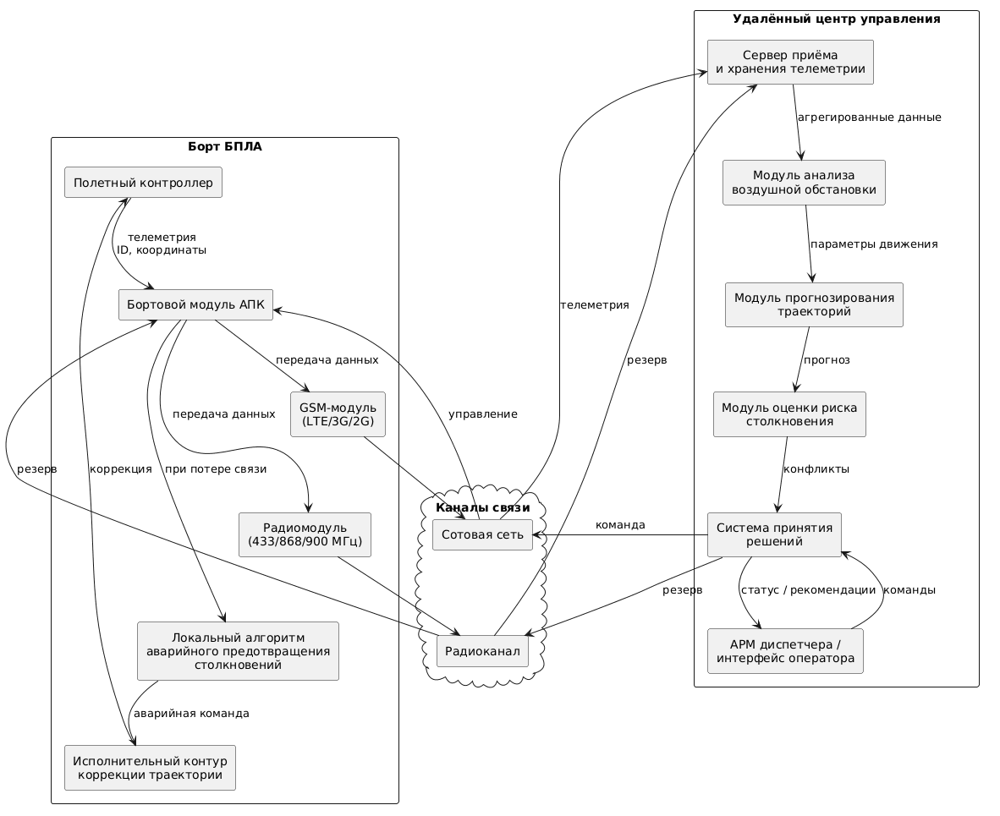 Удалённый центр управления
Сервер приёма
и хранения телеметрии
агрегированные данные
Борт БПЛА
Полетный контроллер
Модуль анализа
воздушной обстановки
телеметрия
ID, координаты
параметры движения
Бортовой модуль АПК
телеметрия
Модуль прогнозирования
траекторий
передача данных
резерв
прогноз
GSM-модуль
(LTE/3G/2G)
передача данных
управление
Модуль оценки риска
столкновения
резерв
коррекция
при потере связи
конфликты
Каналы связи
Радиомодуль
(433/868/900 МГц)
Сотовая сеть
команда
Система принятия
решений
резерв
статус / рекомендации
команды
Локальный алгоритм
аварийного предотвращения
столкновений
Радиоканал
АРМ диспетчера /
интерфейс оператора
аварийная команда
Исполнительный контур
коррекции траектории